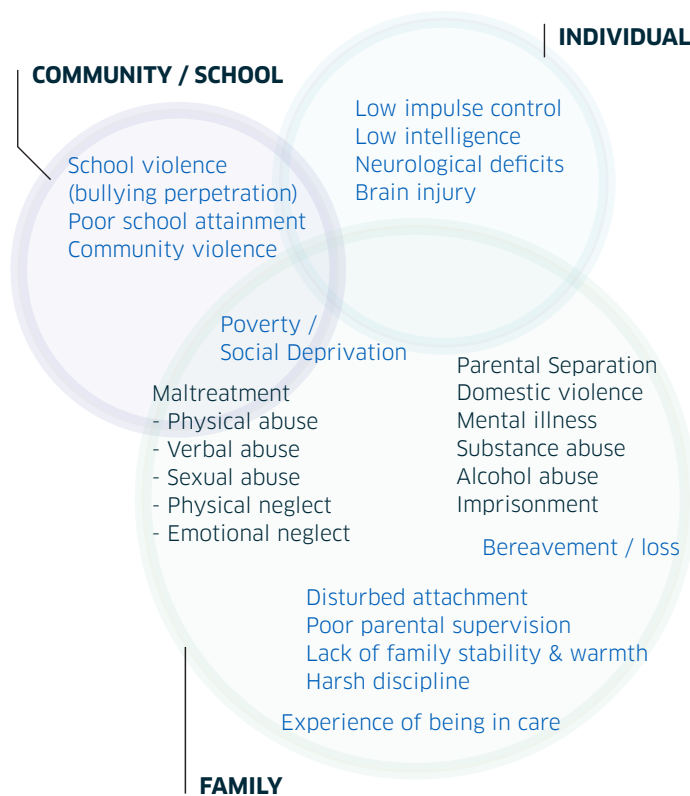 INDIVIDUAL
COMMUNITY / SCHOOL
Low impulse control
Low intelligence
Neurological deficits
Brain injury
School violence
(bullying perpetration)
Poor school attainment
Community violence
Poverty /
Social Deprivation
Maltreatment
- Physical abuse
- Verbal abuse
- Sexual abuse
- Physical neglect
- Emotional neglect
Parental Separation
Domestic violence
Mental illness
Substance abuse
Alcohol abuse
Imprisonment
Bereavement / loss
Disturbed attachment
Poor parental supervision
Lack of family stability & warmth
Harsh discipline
Experience of being in care
FAMILY